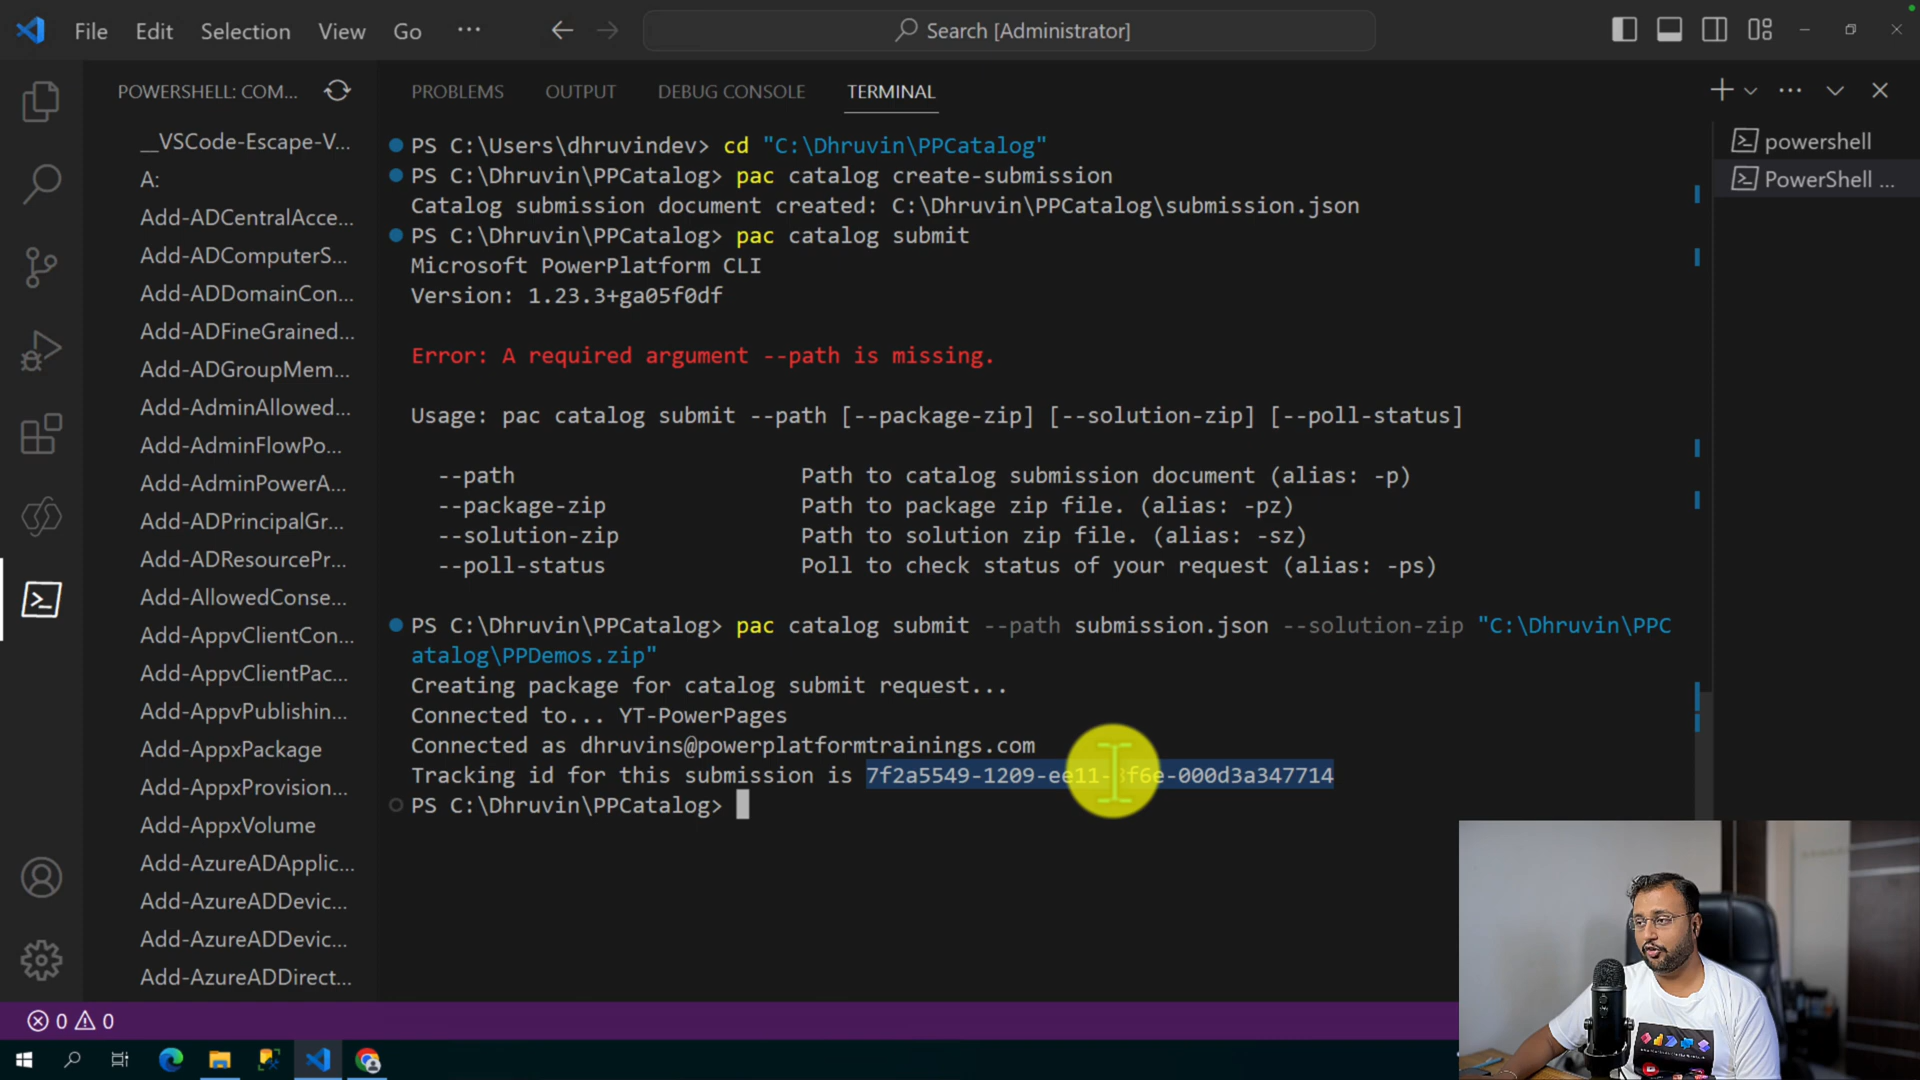 File Edit Selection View Go ...
Search [Administrator]
POWERSHELL: COM...
__VSCode-Escape-V...
A:
Add-ADCentralAcce...
Add-ADComputerS...
Add-ADDomainCon...
Add-ADFineGrained...
Add-ADGroupMem...
Add-AdminAllowed...
Add-AdminFlowPo...
Add-AdminPowerA...
Add-ADPrincipalGr...
Add-ADResourcePr...
Add-AllowedConse...
Add-AppvClientCon...
Add-AppvClientPac...
Add-AppvPublishin...
Add-AppxPackage
Add-AppxVolume
Add-AzureADApplic...
Add-AzureADDevic...
Add-AzureADDevic...
Add-AzureADDirect...
PROBLEMS OUTPUT DEBUG CONSOLE TERMINAL
PS C:\Users\dhruvindev> cd "C:\Dhruvin\PPCatalog"
PS C:\Dhruvin\PPCatalog> pac catalog create-submission
Catalog submission document created: C:\Dhruvin\PPCatalog\submission.json
PS C:\Dhruvin\PPCatalog> pac catalog submit
Microsoft PowerPlatform CLI
Version: 1.23.3+ga05f0df
Error: A required argument --path is missing.
Usage: pac catalog submit --path [--package-zip] [--solution-zip] [--poll-status]
--path Path to catalog submission document (alias: -p)
--package-zip Path to package zip file. (alias: -pz)
--solution-zip Path to solution zip file. (alias: -sz)
--poll-status Poll to check status of your request (alias: -ps)
PS C:\Dhruvin\PPCatalog> pac catalog submit --path submission.json --solution-zip "C:\Dhruvin\PPC
atalog\PPDemos.zip"
Creating package for catalog submit request...
Connected to... YT-PowerPages
Connected as dhruvins@powerplatformtrainings.com
Tracking id for this submission is 7f2a5549-1209-ee11-8f6e-000d3a347714
PS C:\Dhruvin\PPCatalog>
powershell
PowerShell ...
0 0